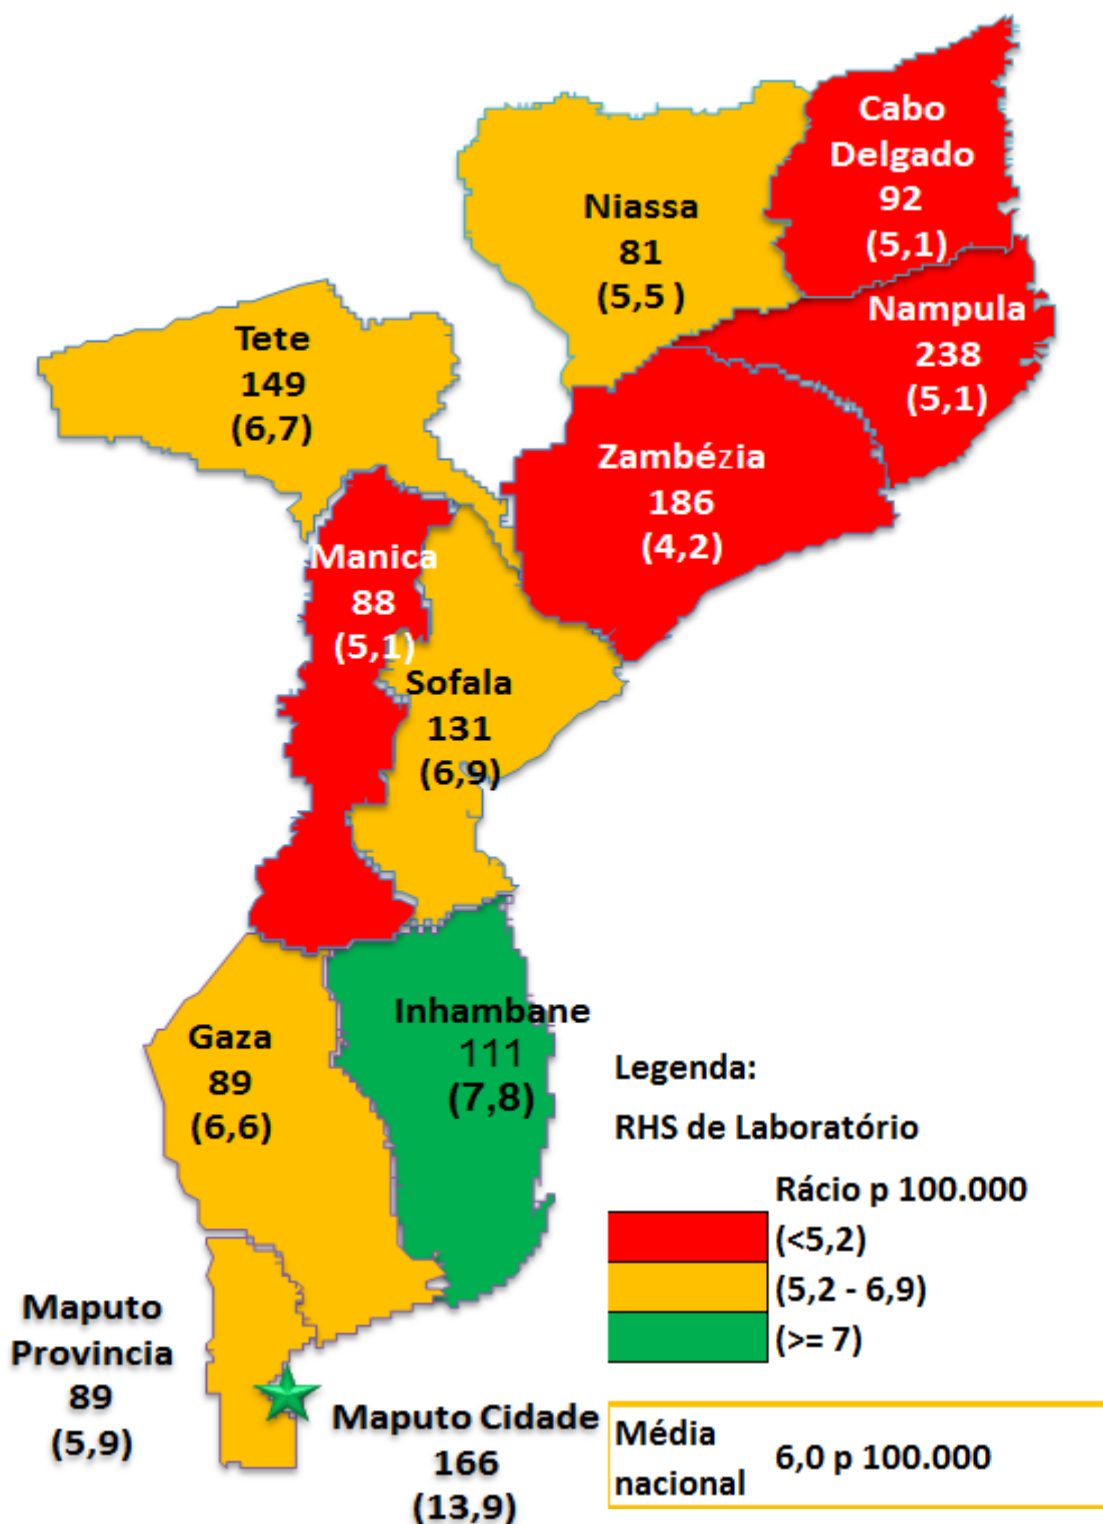 Cabo
Delgado
92
(5,1)
Niassa
81
(5,5 )
Nampula
238
(5,1)
Tete
149
(6,7)
Zambézia
186
(4,2)
Manica
88
(5,1)
Sofala
131
(6,9)
Inhambane
111
(7,8)
Gaza
89
(6,6)
Maputo
Provincia
89
(5,9)
Maputo Cidade
166
(13,9)
Legenda:
RHS de Laboratório
Rácio p 100.000
(<5,2)
(5,2 - 6,9)
(>= 7)
Média
nacional
6,0 p 100.000